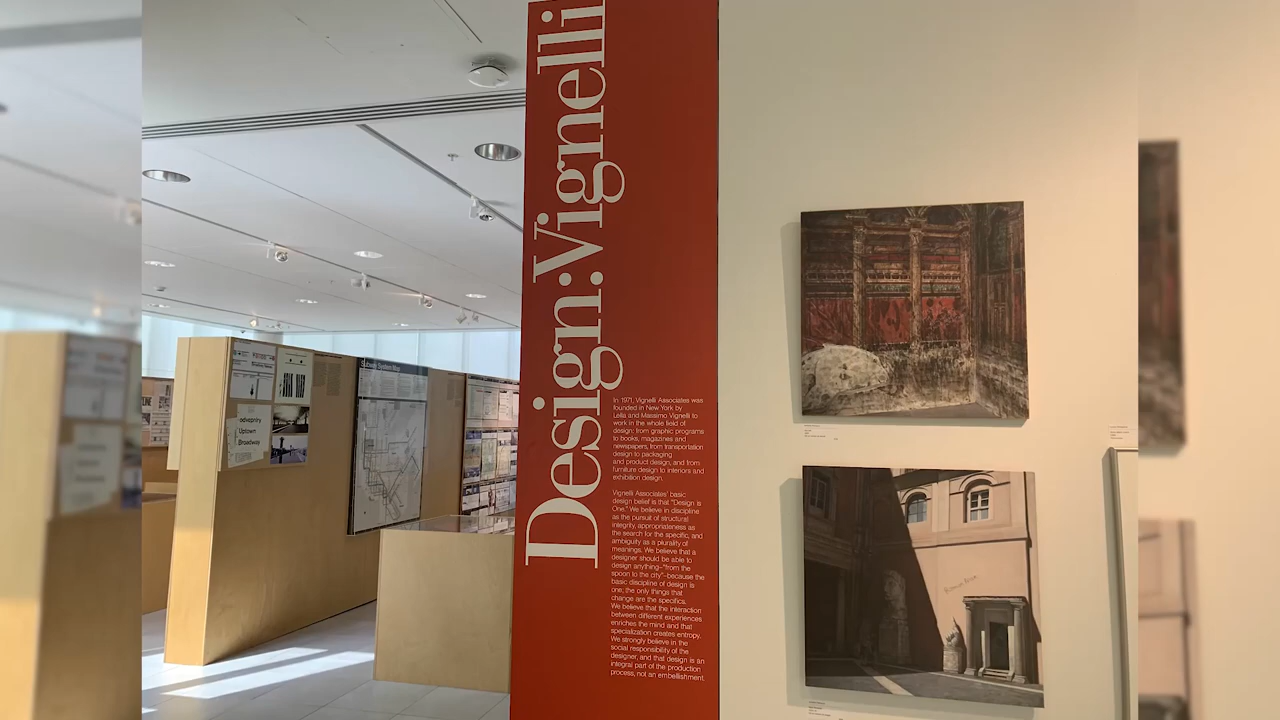 Design:Vignelli
In 1971, Vignelli Associates was
founded in New York by
Lella and Massimo Vignelli to
work in the whole field of
design: from graphic programs
to books, magazines and
newspapers, from transportation
design to packaging
and product design, and from
furniture design to interiors and
exhibition design.
Vignelli Associates' basic
design belief is that "Design is
One." We believe in discipline
as the pursuit of structural
integrity, appropriateness as
the search for the specific, and
ambiguity as a plurality of
meanings. We believe that a
designer should be able to
design anything–"from the
spoon to the city"–because the
basic discipline of design is
one; the only things that
change are the specifics.
We believe that the interaction
between different experiences
enriches the mind and that
specialization creates entropy.
We strongly believe in the
social responsibility of the
designer, and that design is an
integral part of the production
process, not an embellishment.
Subway System Map
Uptown
Broadway